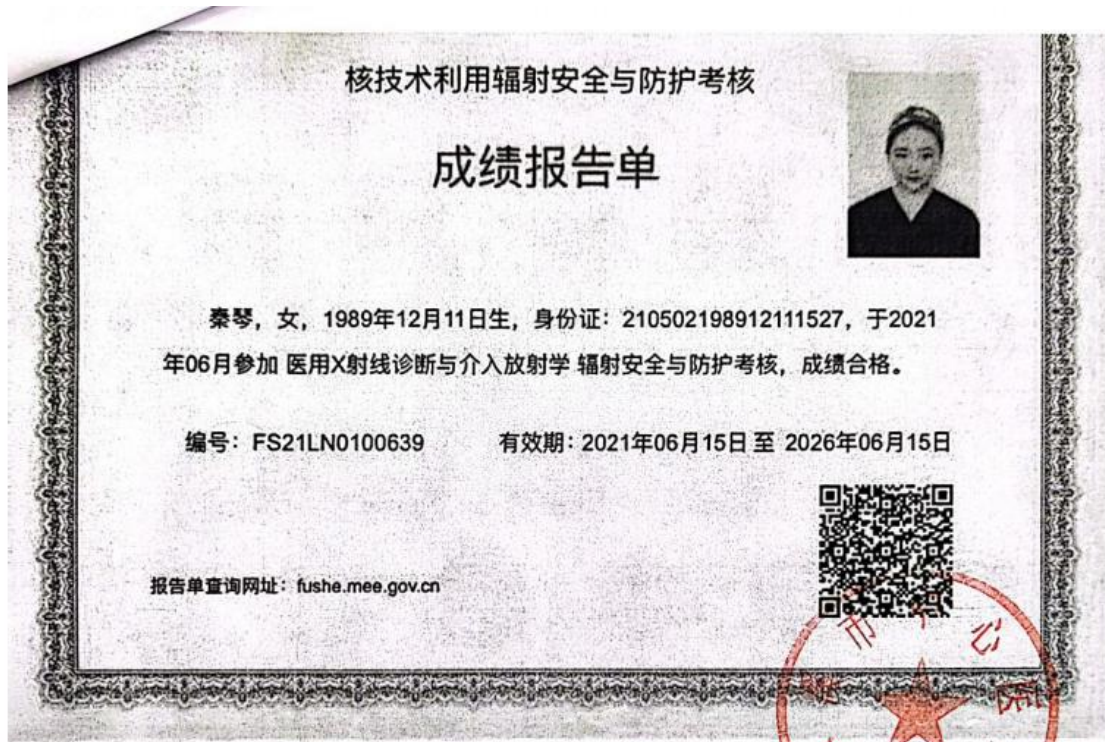 核技术利用辐射安全与防护考核
成绩报告单
秦琴，女，1989年12月11日生，身份证：210502198912111527，于2021
年06月参加 医用X射线诊断与介入放射学 辐射安全与防护考核，成绩合格。
编号：FS21LN0100639 有效期：2021年06月15日 至 2026年06月15日
报告单查询网址：fushe.mee.gov.cn
市 心 医